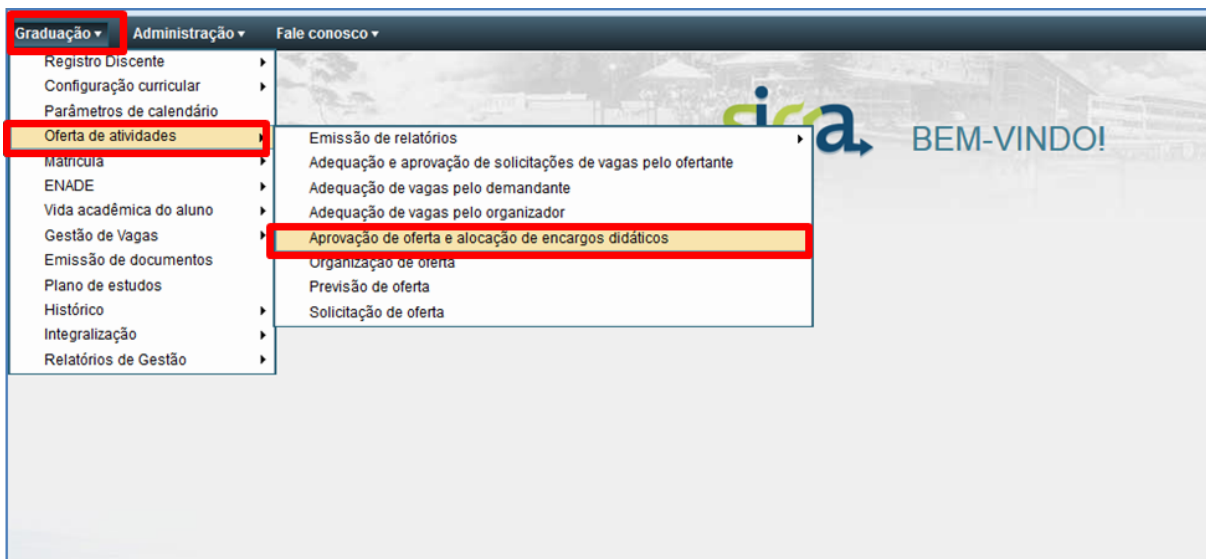 Graduação ▾ Administração ▾ Fale conosco ▾
Registro Discente
Configuração curricular
Parâmetros de calendário
Oferta de atividades
Matrícula
ENADE
Vida acadêmica do aluno
Gestão de Vagas
Emissão de documentos
Plano de estudos
Histórico
Integralização
Relatórios de Gestão
Emissão de relatórios
Adequação e aprovação de solicitações de vagas pelo ofertante
Adequação de vagas pelo demandante
Adequação de vagas pelo organizador
Aprovação de oferta e alocação de encargos didáticos
Organização de oferta
Previsão de oferta
Solicitação de oferta
BEM-VINDO!